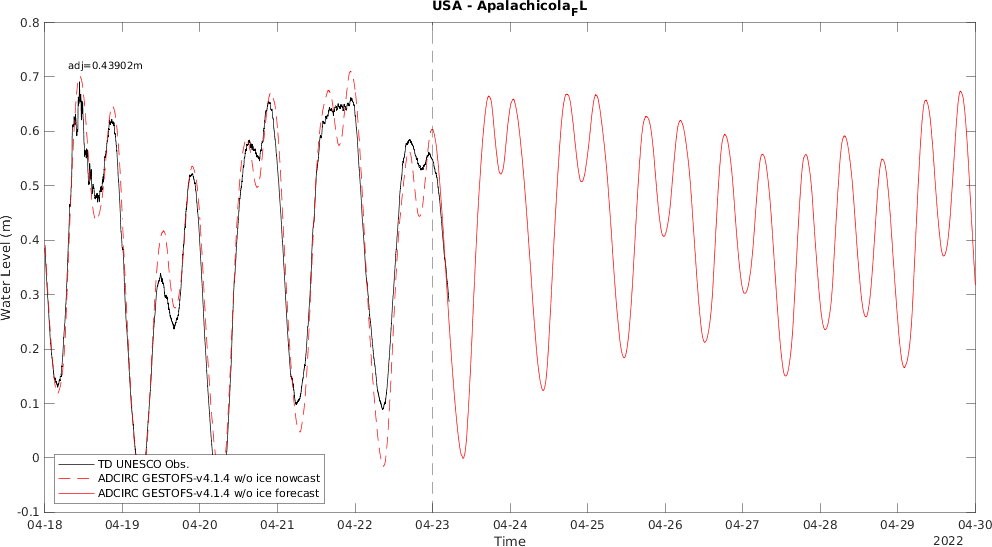 USA - ApalachicolaFL
0.8
adj=0.43902m
0.7
0.6
0.5
0.4
0.3
0.2
0.1
0
-0.1
Water Level (m)
TD UNESCO Obs.
ADCIRC GESTOFS-v4.1.4 w/o ice nowcast
ADCIRC GESTOFS-v4.1.4 w/o ice forecast
04-18 04-19 04-20 04-21 04-22 04-23 04-24 04-25 04-26 04-27 04-28 04-29 04-30
Time
2022